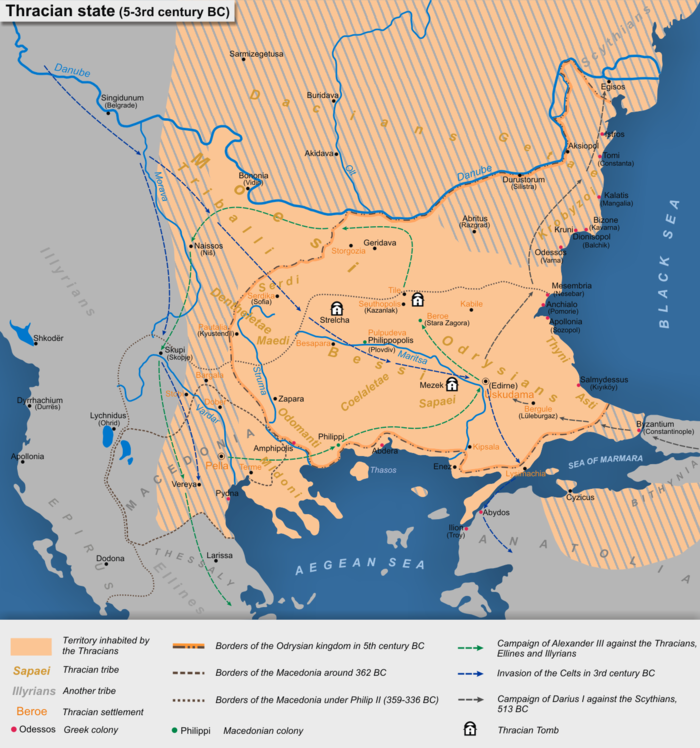 Thracian state (5-3rd century BC)
Danube
Singidunum
(Belgrade)
Sarmizegetusa
Scythians
Egisos
Dacians
Getae
Buridava
Akidava
Olt
Istros
Aksiopol
Tomi
(Constanta)
Morava
Moesi
Triballi
Bononia
(Vidin)
Danube
Durustorum
(Silistra)
Kalatis
(Mangalia)
Krobyzoi
Bizone
(Kavarna)
Kruni
Dionisopol
(Balchik)
Abritus
(Razgrad)
Odessos
(Varna)
BLACK SEA
Illyrians
Naissos
(Niš)
Storgozia
Geridava
Serdi
(Sofia)
Dentheletae
Maedi
(Kyustendil)
Strelcha
Seuthopolis
(Kazanlak)
Beroe
(Stara Zagora)
Kabile
Mesembria
(Nesebar)
Anchialo
(Pomorie)
Apollonia
(Sozopol)
Thyni
Shkodër
Skupi
(Skopje)
Besapara
Pulpudeva
Philippopolis
(Plovdiv)
Bessi
Maritsa
Odrysians
Struma
Zapara
Coelaletae
Sapaei
Mezek
(Edirne)
Uskudama
Bergule
(Lüleburgaz)
Salmydessus
(Kıyıköy)
Asti
Byzantium
(Constantinople)
Dyrrhachium
(Durrës)
Lychnidus
(Ohrid)
Vardar
Apollonia
MACEDONIA
Odomanti
Amphipolis
Philippi
Abdera
Kipsala
Enez
SEA OF MARMARA
BITHYNIA
Pella
Edoni
Thasos
Vereya
Pydna
Cyzicus
EPIRUS
Abydos
Ilion
(Troy)
ANATOLIA
Dodona
THESSALY
Larissa
Ellines
AEGEAN SEA
Territory inhabited by
the Thracians
Sapaei Thracian tribe
Illyrians Another tribe
Beroe Thracian settlement
Odessos Greek colony
Borders of the Odrysian kingdom in 5th century BC
Borders of the Macedonia around 362 BC
Borders of the Macedonia under Philip II (359-336 BC)
Philippi Macedonian colony
Campaign of Alexander III against the Thracians,
Ellines and Illyrians
Invasion of the Celts in 3rd century BC
Campaign of Darius I against the Scythians,
513 BC
Thracian Tomb